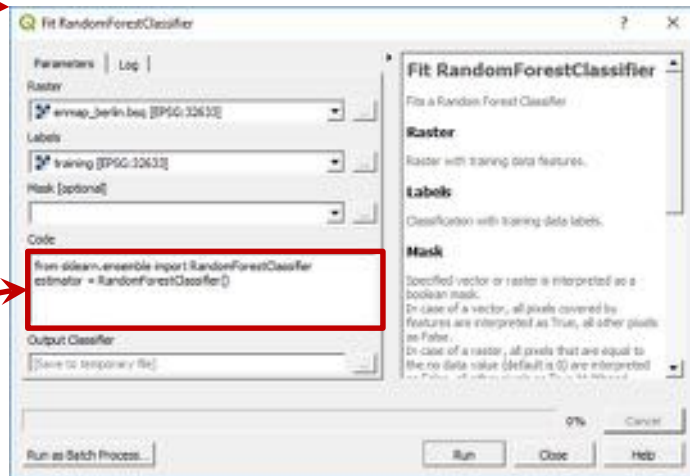 Fit RandomForestClassifier
? X
Parameters Log
Raster
enmap_berlin.bsq [EPSG:32633]
...
Labels
training [EPSG:32633]
...
Mask [optional]
...
Code
from sklearn.ensemble import RandomForestClassifier
estimator = RandomForestClassifier()
Output Classifier
[Save to temporary file]
...
Fit RandomForestClassifier
Fits a Random Forest Classifier
Raster
Raster with training data features.
Labels
Classification with training data labels.
Mask
Specified vector or raster is interpreted as a
boolean mask.
In case of a vector, all pixels covered by
features are interpreted as True, all other pixels
as False.
In case of a raster, all pixels that are equal to
the no data value (default is 0) are interpreted
0%
Cancel
Run as Batch Process...
Run
Close
Help